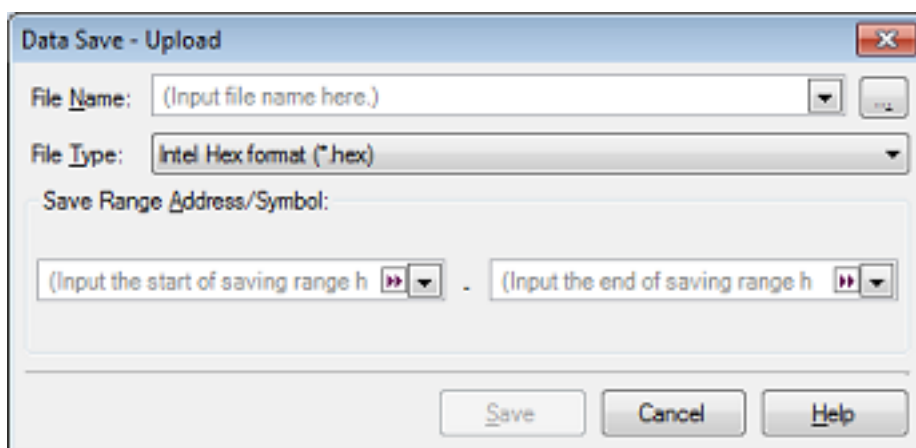 Data Save - Upload
File Name: (Input file name here.) ...
File Type: Intel Hex format (*.hex)
Save Range Address/Symbol:
(Input the start of saving range h - (Input the end of saving range h
Save Cancel Help